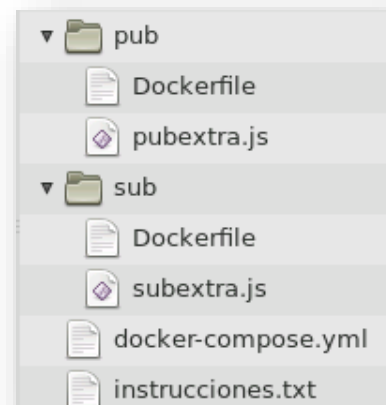 pub
Dockerfile
pubextra.js
sub
Dockerfile
subextra.js
docker-compose.yml
instrucciones.txt